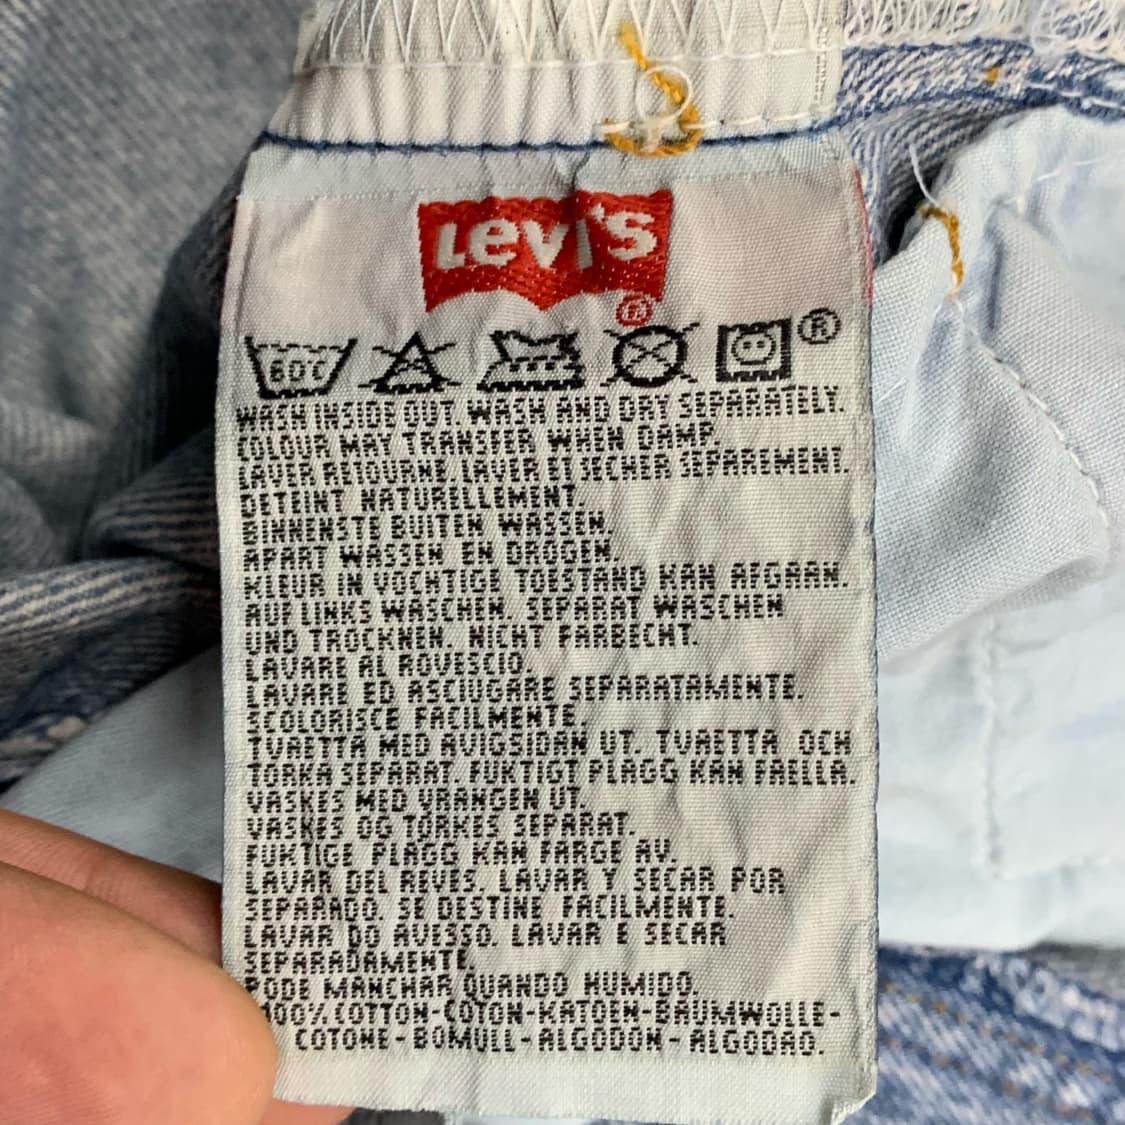 Levi's
®
60°C
®
WASH INSIDE OUT. WASH AND DRY SEPARATELY.
COLOUR MAY TRANSFER WHEN DAMP.
LAVER RETOURNE. LAVER ET SECHER SEPAREMENT.
DETEINT NATURELLEMENT.
BINNENSTE BUITEN WASSEN.
APART WASSEN EN DROGEN.
KLEUR IN VOCHTIGE TOESTAND KAN AFGAAN.
AUF LINKS WASCHEN. SEPARAT WASCHEN
UND TROCKNEN. NICHT FARBECHT.
LAVARE AL ROVESCIO.
LAVARE ED ASCIUGARE SEPARATAMENTE.
SCOLORISCE FACILMENTE.
TVAETTA MED AVIGSIDAN UT. TVAETTA OCH
TORKA SEPARAT. FUKTIGT PLAGG KAN FAELLA.
VASKES MED VRANGEN UT.
VASKES OG TØRKES SEPARAT.
FUKTIGE PLAGG KAN FARGE AV.
LAVAR DEL REVES. LAVAR Y SECAR POR
SEPARADO. SE DESTINE FACILMENTE.
LAVAR DO AVESSO. LAVAR E SECAR
SEPARADAMENTE.
PODE MANCHAR QUANDO HUMIDO.
100% COTTON-COTON-KATOEN-BAUMWOLLE-
COTONE-BOMULL-ALGODON-ALGODAO.